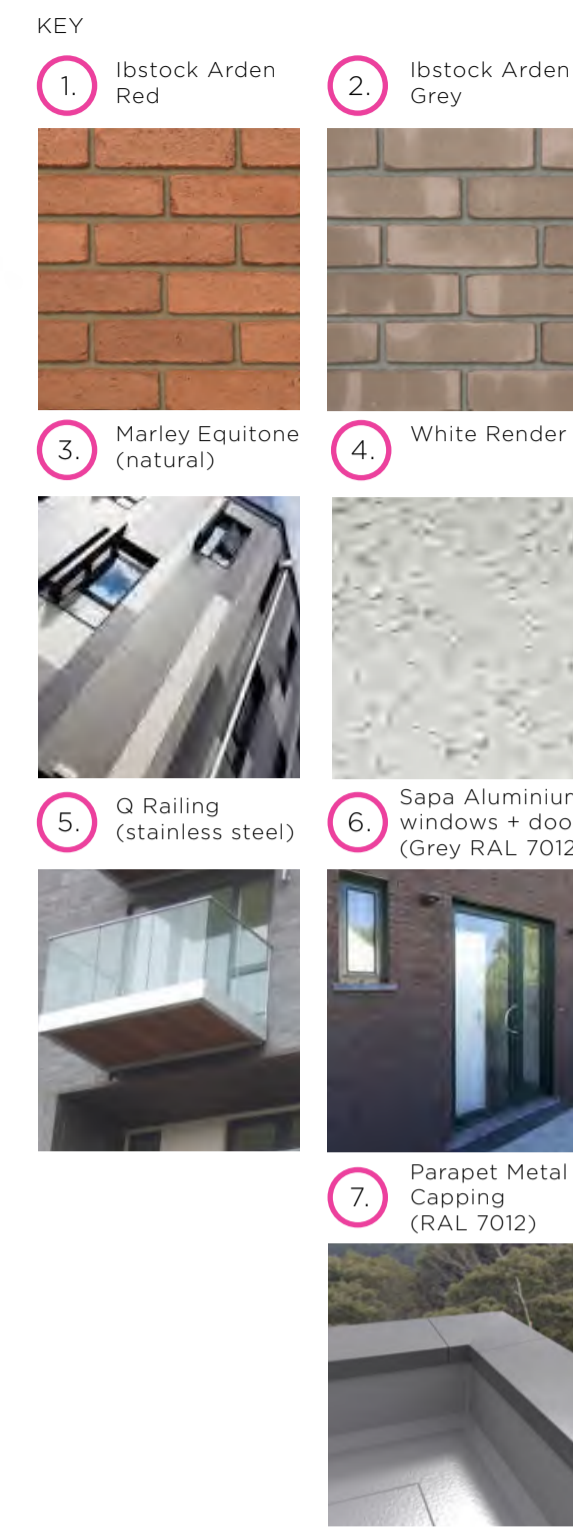 KEY
1.
Ibstock Arden
Red
2.
Ibstock Arden
Grey
3.
Marley Equitone
(natural)
4.
White Render
5.
Q Railing
(stainless steel)
6.
Sapa Aluminiu
windows + doo
(Grey RAL 7012
7.
Parapet Metal
Capping
(RAL 7012)